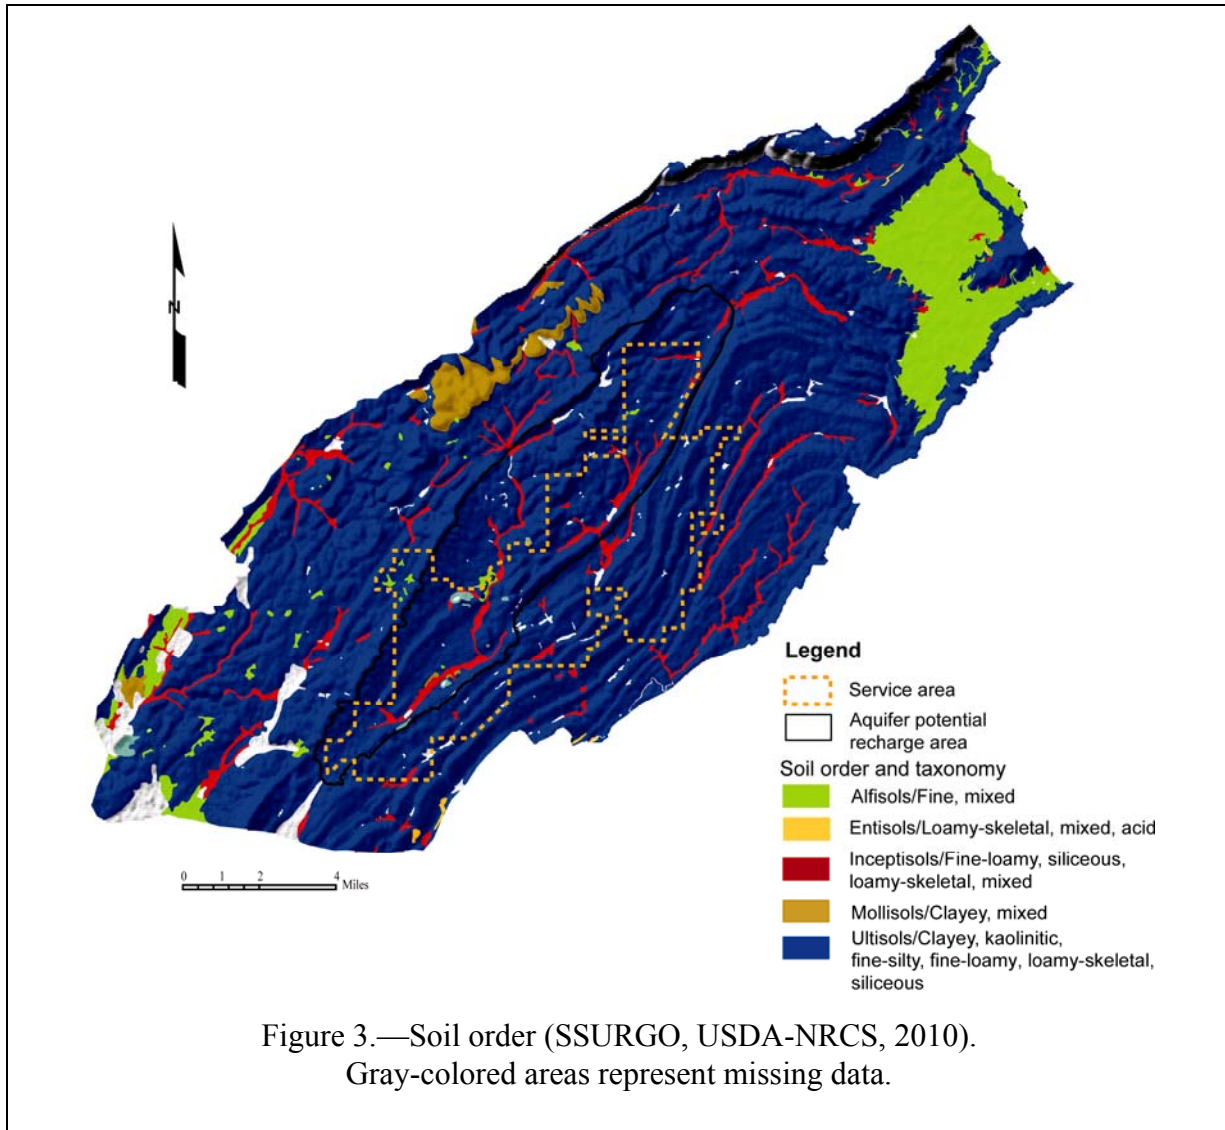 N
Legend
Service area
Aquifer potential
recharge area
Soil order and taxonomy
Alfisols/Fine, mixed
Entisols/Loamy-skeletal, mixed, acid
Inceptisols/Fine-loamy, siliceous,
loamy-skeletal, mixed
Mollisols/Clayey, mixed
Ultisols/Clayey, kaolinitic,
fine-silty, fine-loamy, loamy-skeletal,
siliceous
0 1 2 4
Miles
Figure 3.—Soil order (SSURGO, USDA-NRCS, 2010).
Gray-colored areas represent missing data.